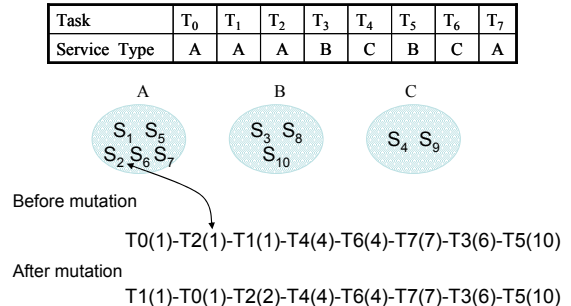 Task T0 T1 T2 T3 T4 T5 T6 T7
Service Type A A A B C B C A
A B C
S1 S5 S3 S8 S4 S9
S2 S6 S7 S10
Before mutation
T0(1)-T2(1)-T1(1)-T4(4)-T6(4)-T7(7)-T3(6)-T5(10)
After mutation
T1(1)-T0(1)-T2(2)-T4(4)-T6(4)-T7(7)-T3(6)-T5(10)